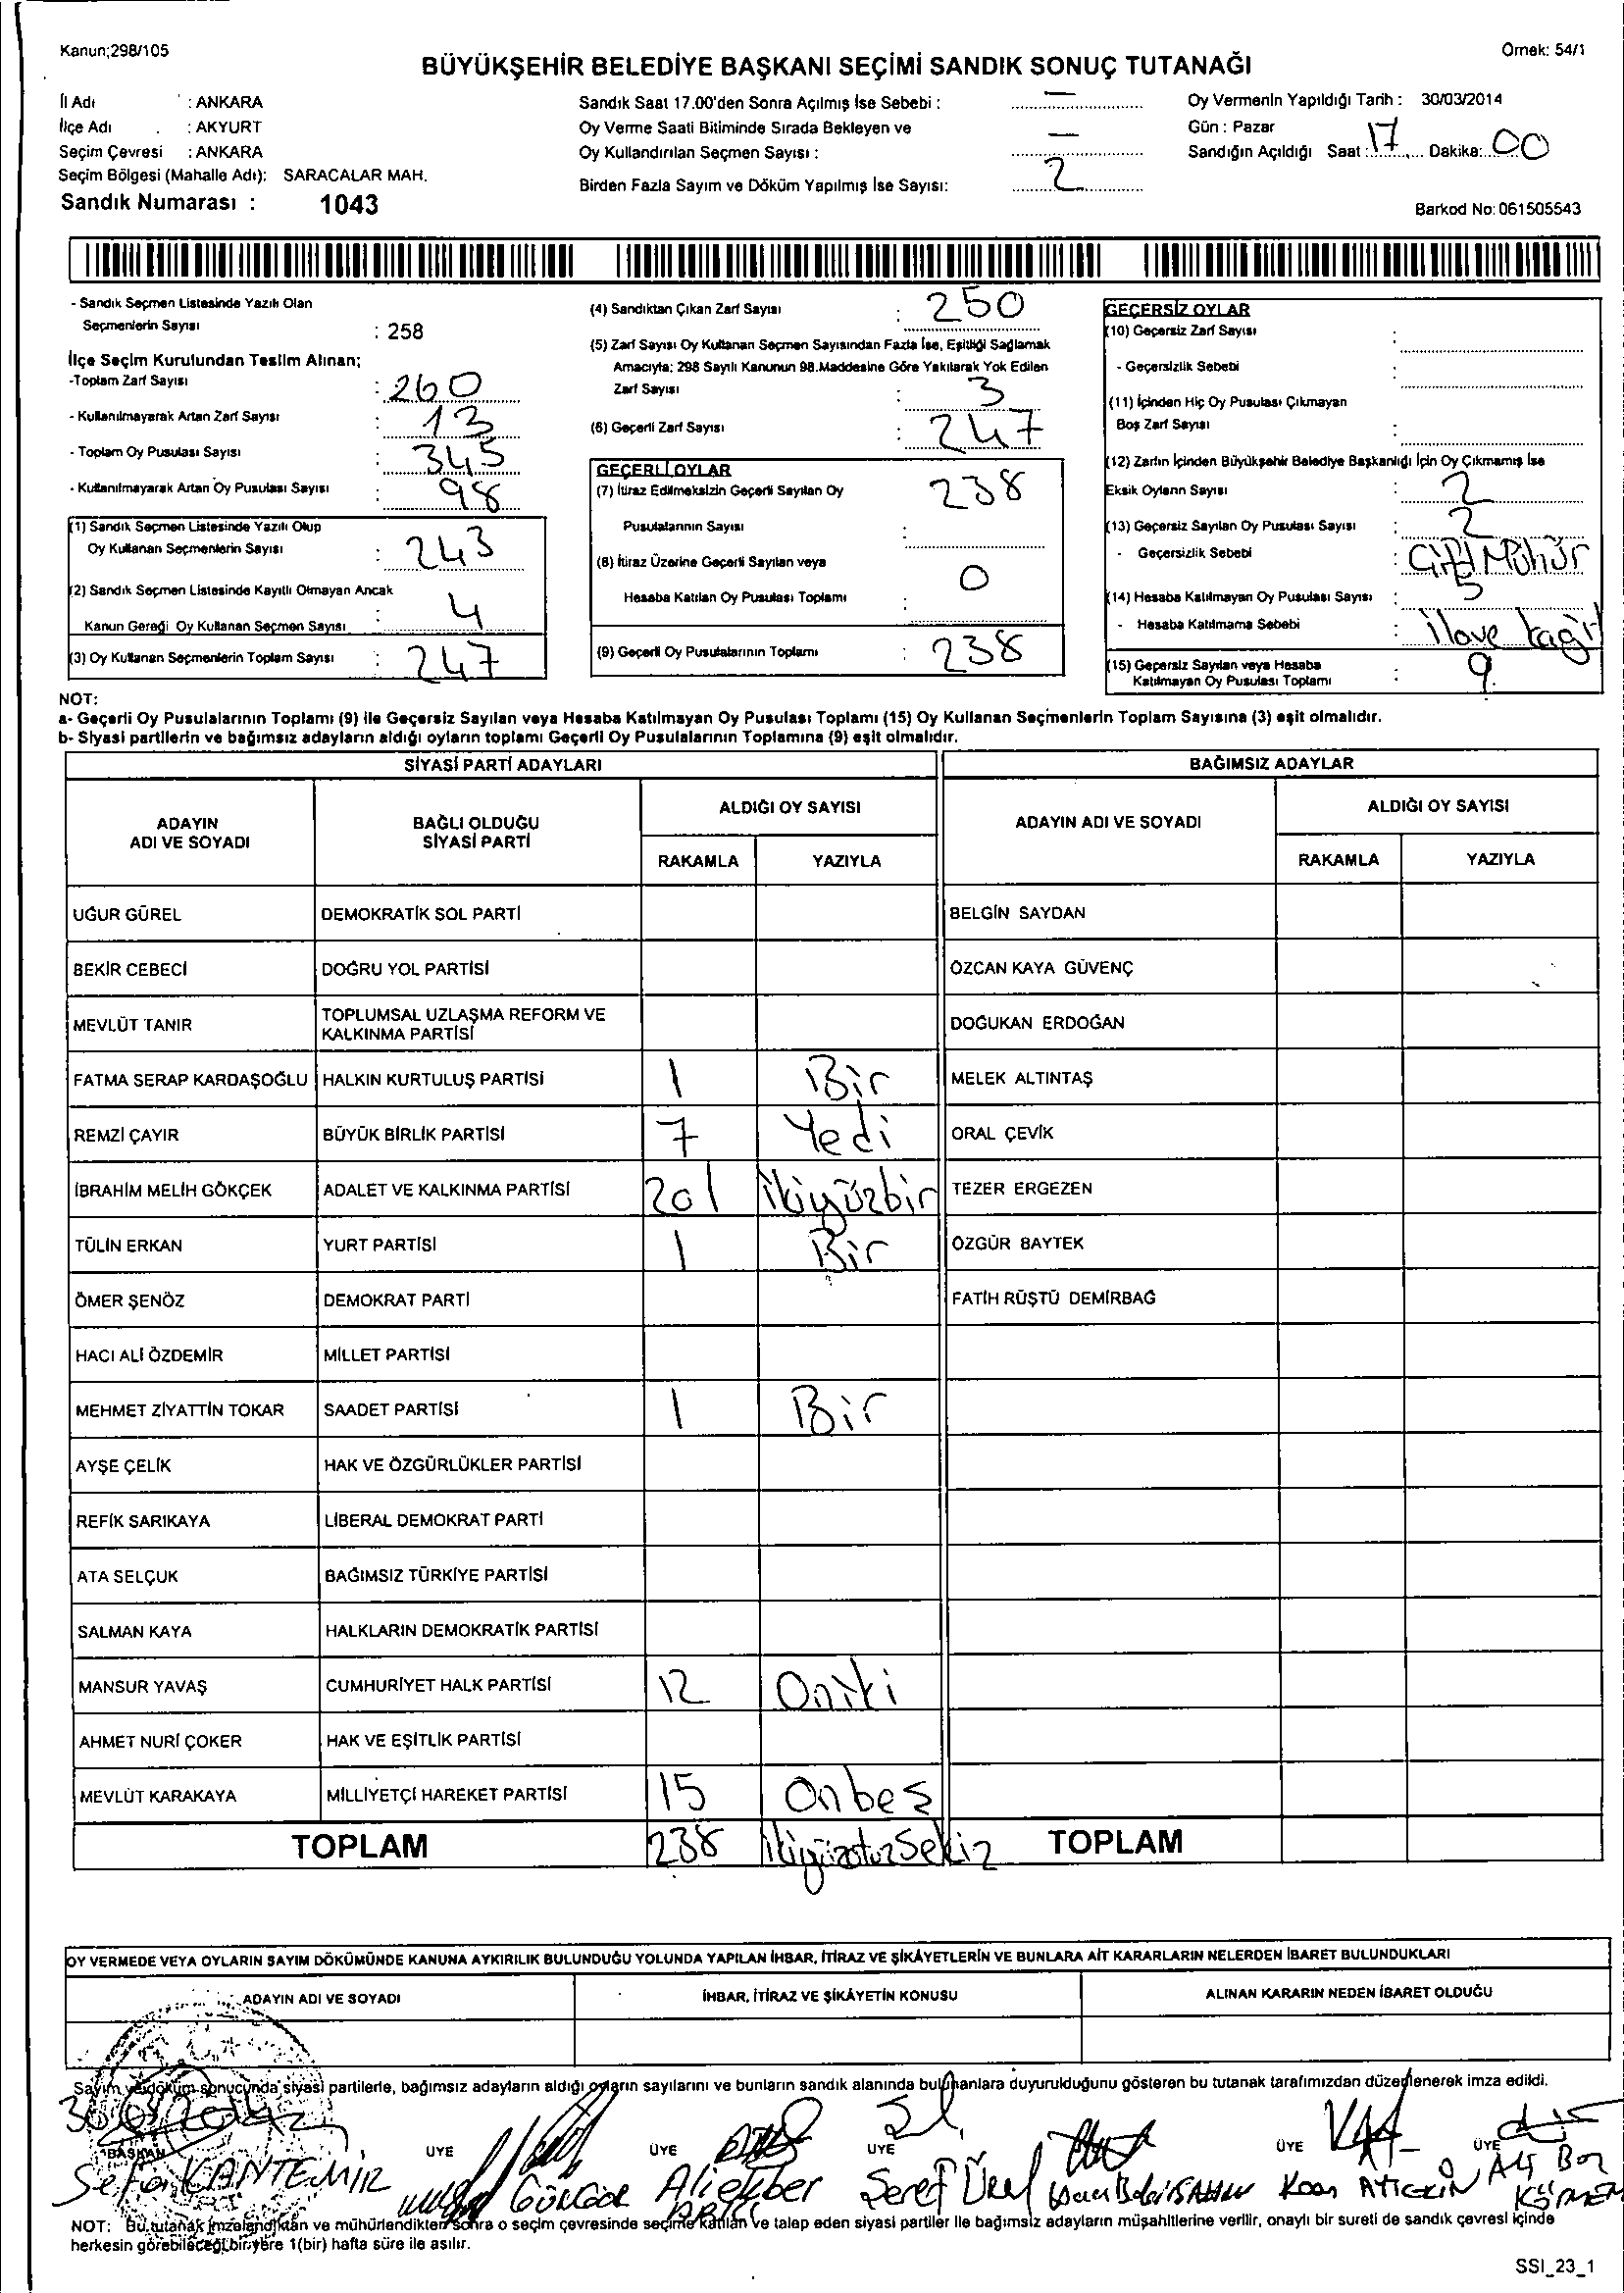 Kanun;298/105
Örnek: 54/1
BÜYÜKŞEHİR BELEDİYE BAŞKANI SEÇİMİ SANDIK SONUÇ TUTANAĞI
İl Adı : ANKARA
İlçe Adı : AKYURT
Seçim Çevresi : ANKARA
Seçim Bölgesi (Mahalle Adı): SARACALAR MAH.
Sandık Numarası : 1043
Sandık Saat 17.00'den Sonra Açılmış İse Sebebi : —
Oy Verme Saati Bitiminde Sırada Bekleyen ve
Oy Kullandırılan Seçmen Sayısı : —
Birden Fazla Sayım ve Döküm Yapılmış İse Sayısı: 2
Oy Vermenin Yapıldığı Tarih : 30/03/2014
Gün : Pazar
Sandığın Açıldığı Saat : 17 Dakika: 00
Barkod No: 061505543
- Sandık Seçmen Listesinde Yazılı Olan
Seçmenlerin Sayısı : 258
İlçe Seçim Kurulundan Teslim Alınan;
-Toplam Zarf Sayısı : 260
- Kullanılmayarak Artan Zarf Sayısı : 13
- Toplam Oy Pusulası Sayısı : 345
- Kullanılmayarak Artan Oy Pusulası Sayısı : 98
(1) Sandık Seçmen Listesinde Yazılı Olup
Oy Kullanan Seçmenlerin Sayısı : 243
(2) Sandık Seçmen Listesinde Kayıtlı Olmayan Ancak
Kanun Gereği Oy Kullanan Seçmen Sayısı : 4
(3) Oy Kullanan Seçmenlerin Toplam Sayısı : 247
(4) Sandıktan Çıkan Zarf Sayısı : 250
(5) Zarf Sayısı Oy Kullanan Seçmen Sayısından Fazla İse, Eşitliği Sağlamak
Amacıyla; 298 Sayılı Kanunun 98.Maddesine Göre Yakılarak Yok Edilen
Zarf Sayısı : 3
(6) Geçerli Zarf Sayısı : 247
GEÇERLİ OYLAR
(7) İtiraz Edilmeksizin Geçerli Sayılan Oy
Pusulalarının Sayısı : 238
(8) İtiraz Üzerine Geçerli Sayılan veya
Hesaba Katılan Oy Pusulası Toplamı : 0
(9) Geçerli Oy Pusulalarının Toplamı : 238
GEÇERSİZ OYLAR
(10) Geçersiz Zarf Sayısı :
- Geçersizlik Sebebi :
(11) İçinden Hiç Oy Pusulası Çıkmayan
Boş Zarf Sayısı :
(12) Zarfın İçinden Büyükşehir Belediye Başkanlığı İçin Oy Çıkmamış İse
Eksik Oyların Sayısı : 2
(13) Geçersiz Sayılan Oy Pusulası Sayısı : 2
- Geçersizlik Sebebi : Çift Mühür
(14) Hesaba Katılmayan Oy Pusulası Sayısı : 5
- Hesaba Katılmama Sebebi : ilave kağıt
(15) Geçersiz Sayılan veya Hesaba
Katılmayan Oy Pusulası Toplamı : 9
NOT:
a- Geçerli Oy Pusulalarının Toplamı (9) ile Geçersiz Sayılan veya Hesaba Katılmayan Oy Pusulası Toplamı (15) Oy Kullanan Seçmenlerin Toplam Sayısına (3) eşit olmalıdır.
b- Siyasi partilerin ve bağımsız adayların aldığı oyların toplamı Geçerli Oy Pusulalarının Toplamına (9) eşit olmalıdır.
SİYASİ PARTİ ADAYLARI
BAĞIMSIZ ADAYLAR
ADAYIN ADI VE SOYADI
BAĞLI OLDUĞU SİYASİ PARTİ
ALDIĞI OY SAYISI
RAKAMLA YAZIYLA
ADAYIN ADI VE SOYADI
ALDIĞI OY SAYISI
RAKAMLA YAZIYLA
UĞUR GÜREL DEMOKRATİK SOL PARTİ BELGİN SAYDAN
BEKİR CEBECİ DOĞRU YOL PARTİSİ ÖZCAN KAYA GÜVENÇ
MEVLÜT TANIR TOPLUMSAL UZLAŞMA REFORM VE KALKINMA PARTİSİ DOĞUKAN ERDOĞAN
FATMA SERAP KARDAŞOĞLU HALKIN KURTULUŞ PARTİSİ 1 Bir MELEK ALTINTAŞ
REMZİ ÇAYIR BÜYÜK BİRLİK PARTİSİ 7 Yedi ORAL ÇEVİK
İBRAHİM MELİH GÖKÇEK ADALET VE KALKINMA PARTİSİ 201 İkiyüzbir TEZER ERGEZEN
TÜLİN ERKAN YURT PARTİSİ 1 Bir ÖZGÜR BAYTEK
ÖMER ŞENÖZ DEMOKRAT PARTİ FATİH RÜŞTÜ DEMİRBAĞ
HACI ALİ ÖZDEMİR MİLLET PARTİSİ
MEHMET ZİYATTİN TOKAR SAADET PARTİSİ 1 Bir
AYŞE ÇELİK HAK VE ÖZGÜRLÜKLER PARTİSİ
REFİK SARIKAYA LİBERAL DEMOKRAT PARTİ
ATA SELÇUK BAĞIMSIZ TÜRKİYE PARTİSİ
SALMAN KAYA HALKLARIN DEMOKRATİK PARTİSİ
MANSUR YAVAŞ CUMHURİYET HALK PARTİSİ 12 Oniki
AHMET NURİ ÇOKER HAK VE EŞİTLİK PARTİSİ
MEVLÜT KARAKAYA MİLLİYETÇİ HAREKET PARTİSİ 15 Onbeş
TOPLAM 238 ikiyüzotuzSekiz TOPLAM
OY VERMEDE VEYA OYLARIN SAYIM DÖKÜMÜNDE KANUNA AYKIRILIK BULUNDUĞU YOLUNDA YAPILAN İHBAR, İTİRAZ VE ŞİKÂYETLERİN VE BUNLARA AİT KARARLARIN NELERDEN İBARET BULUNDUKLARI
ADAYIN ADI VE SOYADI İHBAR, İTİRAZ VE ŞİKÂYETİN KONUSU ALINAN KARARIN NEDEN İBARET OLDUĞU
Sayım ve döküm sonucunda siyasi partilerle, bağımsız adayların aldığı oyların sayılarını ve bunların sandık alanında bulunanlara duyurulduğunu gösteren bu tutanak tarafımızdan düzenlenerek imza edildi.
BAŞKAN ÜYE ÜYE ÜYE ÜYE ÜYE
Sefa KANTEMİR GÜNGÖR Aliekber Şeref Ünal
NOT: Bu tutanak imzalandıktan ve mühürlendikten sonra o seçim çevresinde seçime katılan ve talep eden siyasi partiler ile bağımsız adayların müşahitlerine verilir, onaylı bir sureti de sandık çevresi içinde
herkesin görebileceği bir yere 1(bir) hafta süre ile asılır.
SSI_23_1